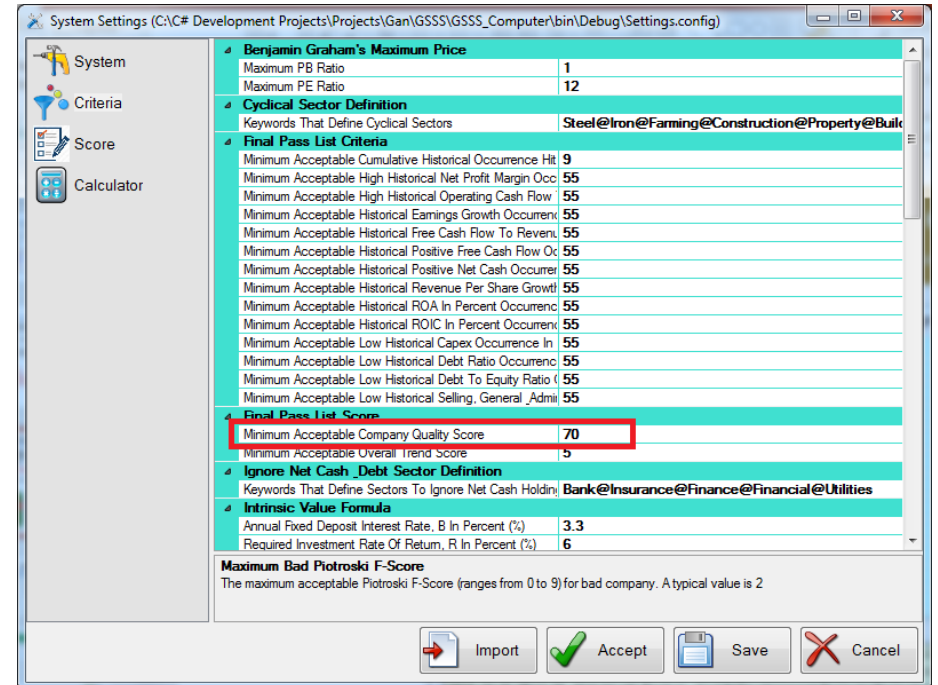 System Settings (C:\C# Development Projects\Projects\Gan\GSSS\GSSS_Computer\bin\Debug\Settings.config)
System
Criteria
Score
Calculator
Benjamin Graham's Maximum Price
Maximum PB Ratio 1
Maximum PE Ratio 12
Cyclical Sector Definition
Keywords That Define Cyclical Sectors Steel@Iron@Farming@Construction@Property@Build
Final Pass List Criteria
Minimum Acceptable Cumulative Historical Occurrence Hit 9
Minimum Acceptable High Historical Net Profit Margin Occ 55
Minimum Acceptable High Historical Operating Cash Flow 55
Minimum Acceptable Historical Earnings Growth Occurrenc 55
Minimum Acceptable Historical Free Cash Flow To Revenu 55
Minimum Acceptable Historical Positive Free Cash Flow Oc 55
Minimum Acceptable Historical Positive Net Cash Occurrer 55
Minimum Acceptable Historical Revenue Per Share Growth 55
Minimum Acceptable Historical ROA In Percent Occurrenc 55
Minimum Acceptable Historical ROIC In Percent Occurrenc 55
Minimum Acceptable Low Historical Capex Occurrence In 55
Minimum Acceptable Low Historical Debt Ratio Occurrenc 55
Minimum Acceptable Low Historical Debt To Equity Ratio ( 55
Minimum Acceptable Low Historical Selling, General _Admi 55
Final Pass List Score
Minimum Acceptable Company Quality Score 70
Minimum Acceptable Overall Trend Score 5
Ignore Net Cash _Debt Sector Definition
Keywords That Define Sectors To Ignore Net Cash Holding Bank@Insurance@Finance@Financial@Utilities
Intrinsic Value Formula
Annual Fixed Deposit Interest Rate, B In Percent (%) 3.3
Required Investment Rate Of Return, R In Percent (%) 6
Maximum Bad Piotroski F-Score
The maximum acceptable Piotroski F-Score (ranges from 0 to 9) for bad company. A typical value is 2
Import
Accept
Save
Cancel